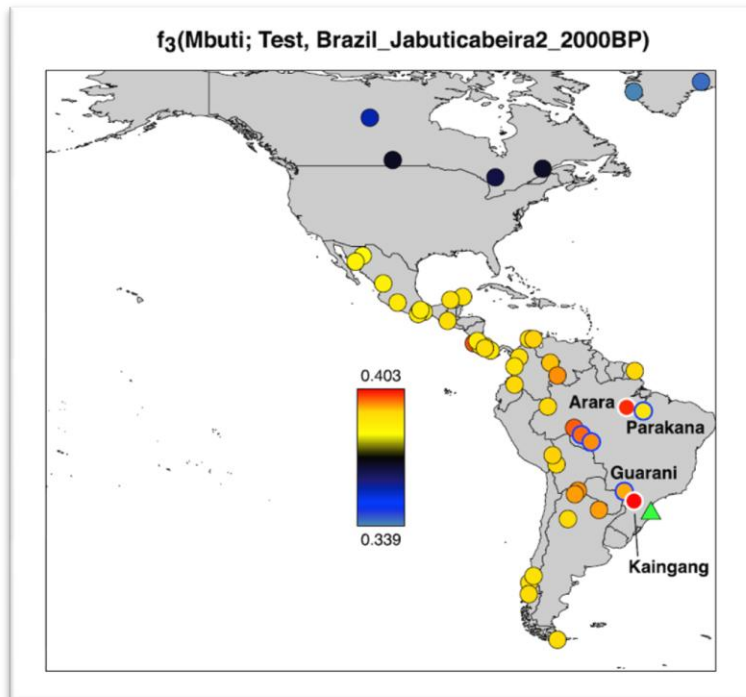 f3(Mbuti; Test, Brazil_Jabuticabeira2_2000BP)
0.403
Arara
Parakana
Guarani
0.339
Kaingang